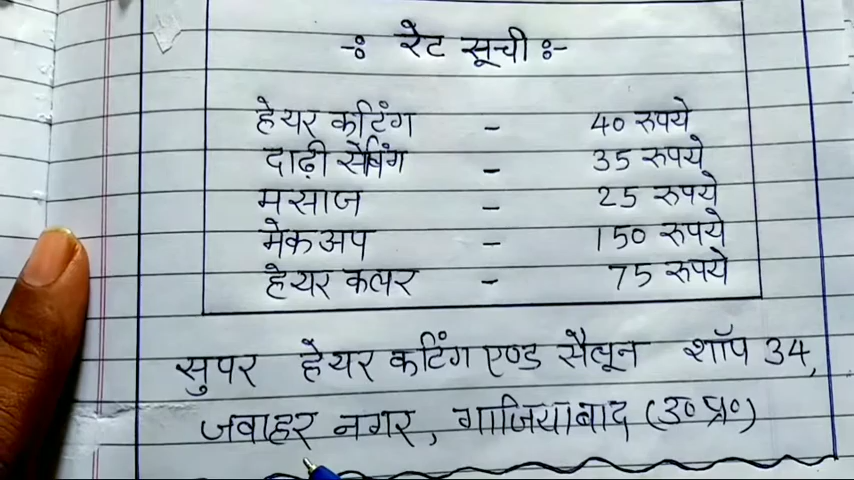 -: रेट सूची :-
हेयर कटिंग - 40 रुपये
दाढ़ी सेविंग - 35 रुपये
मसाज - 25 रुपये
मेकअप - 150 रुपये
हेयर कलर - 75 रुपये
सुपर हेयर कटिंग एण्ड सैलून शॉप 34,
जवाहर नगर, गाजियाबाद (उ० प्र०)